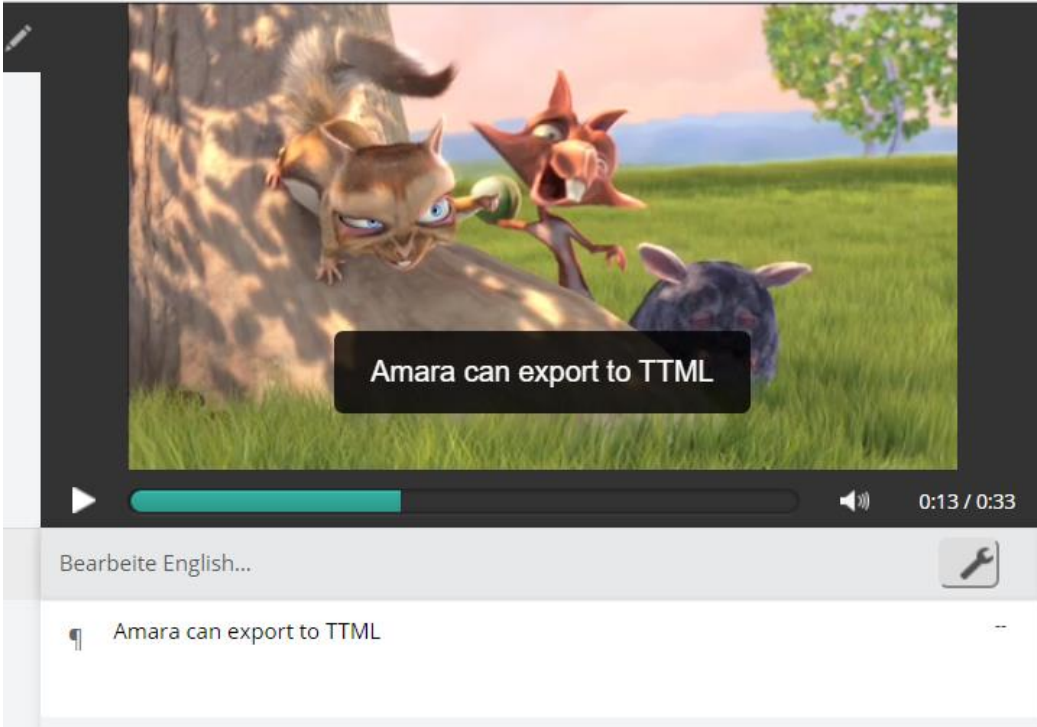 Amara can export to TTML
0:13 / 0:33
Bearbeite English...
¶ Amara can export to TTML --